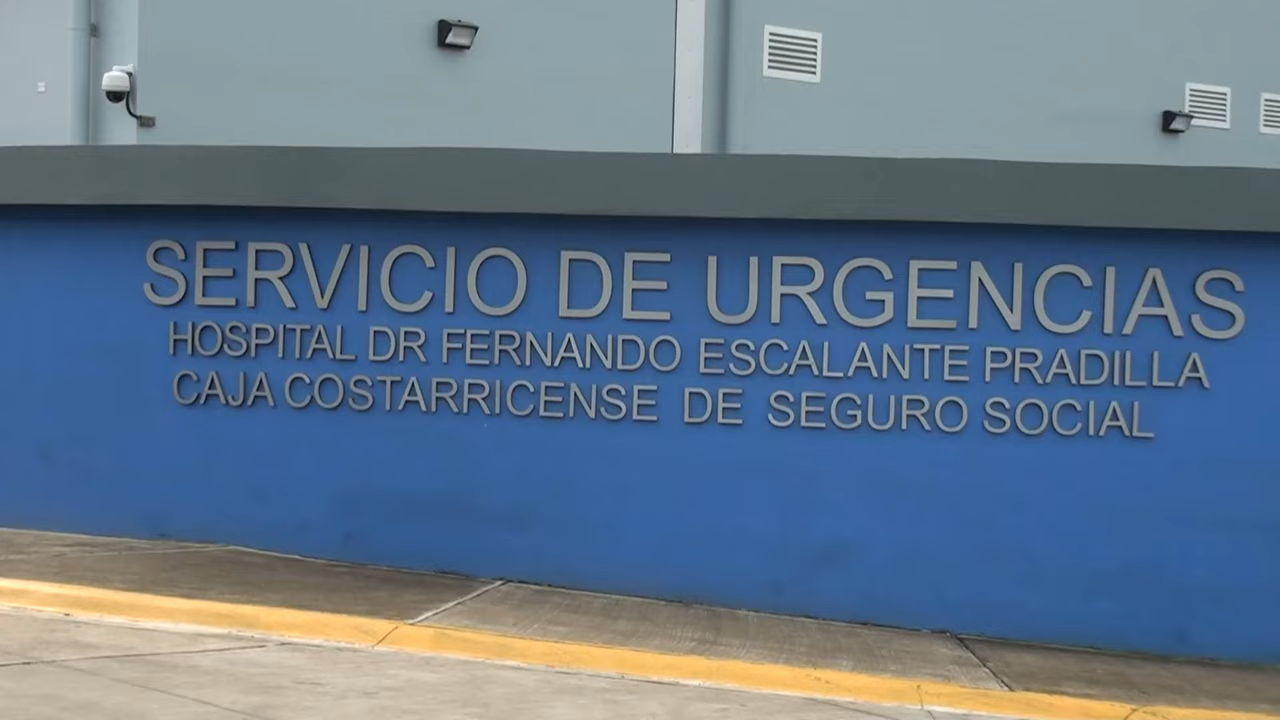 SERVICIO DE URGENCIAS
HOSPITAL DR FERNANDO ESCALANTE PRADILLA
CAJA COSTARRICENSE DE SEGURO SOCIAL